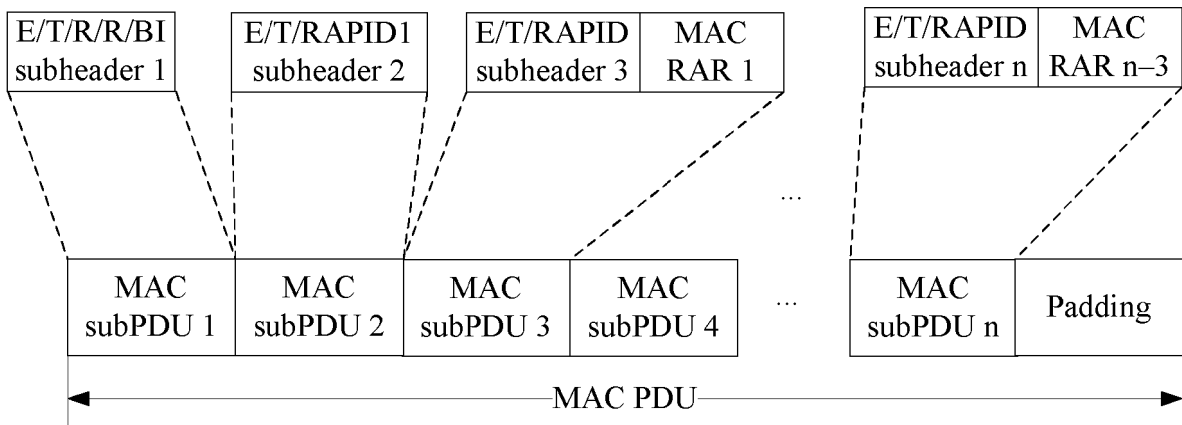 E/T/R/R/BI
subheader 1
E/T/RAPID1
subheader 2
E/T/RAPID
subheader 3
MAC
RAR 1
E/T/RAPID
subheader n
MAC
RAR n–3
...
MAC
subPDU 1
MAC
subPDU 2
MAC
subPDU 3
MAC
subPDU 4
...
MAC
subPDU n
Padding
MAC PDU